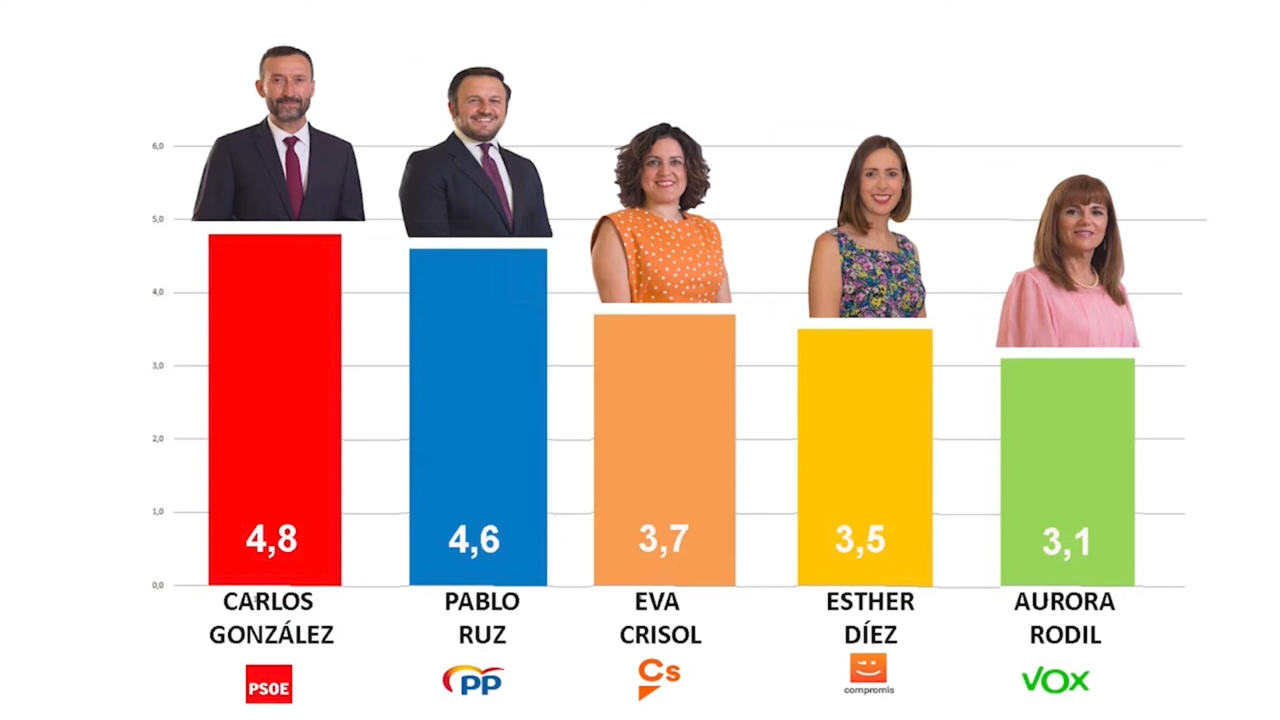 6,0
5,0
4,0
3,0
2,0
1,0
0,0
4,8
4,6
3,7
3,5
3,1
CARLOS
GONZÁLEZ
PABLO
RUZ
EVA
CRISOL
ESTHER
DÍEZ
AURORA
RODIL
PSOE
PP
Cs
compromís
VOX